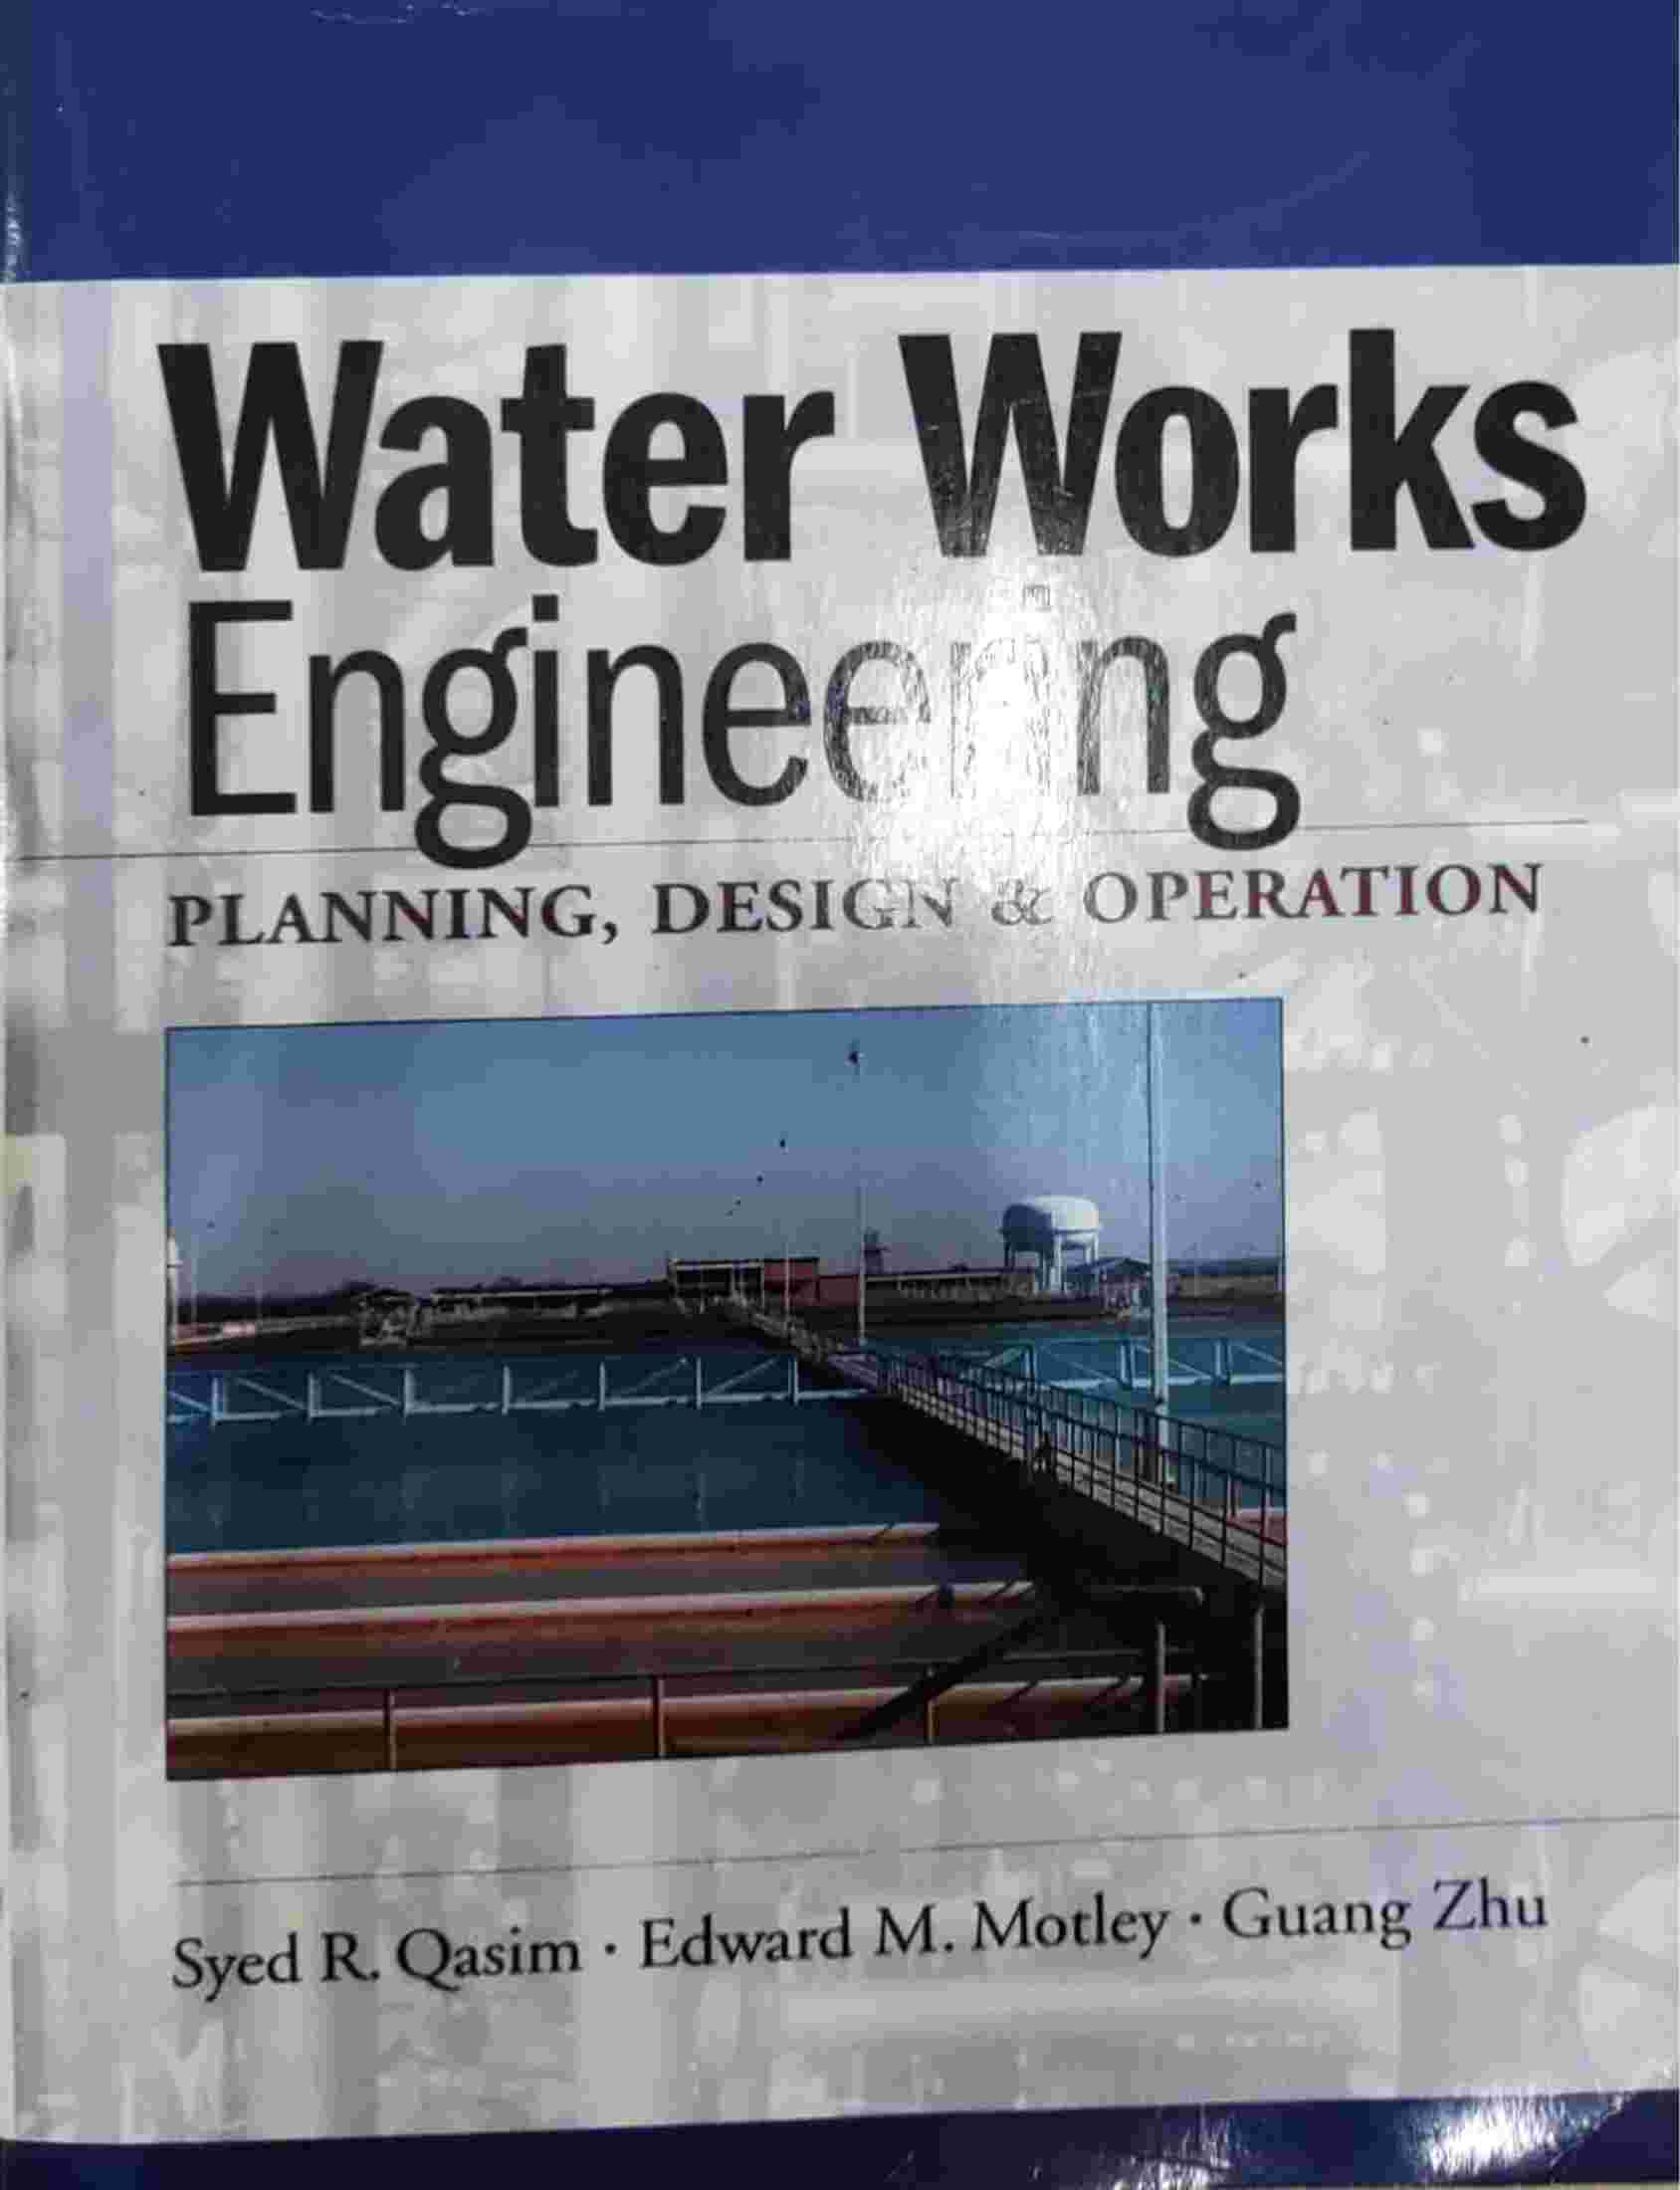 Water Works
Engineering
PLANNING, DESIGN & OPERATION
Syed R. Qasim · Edward M. Motley · Guang Zhu